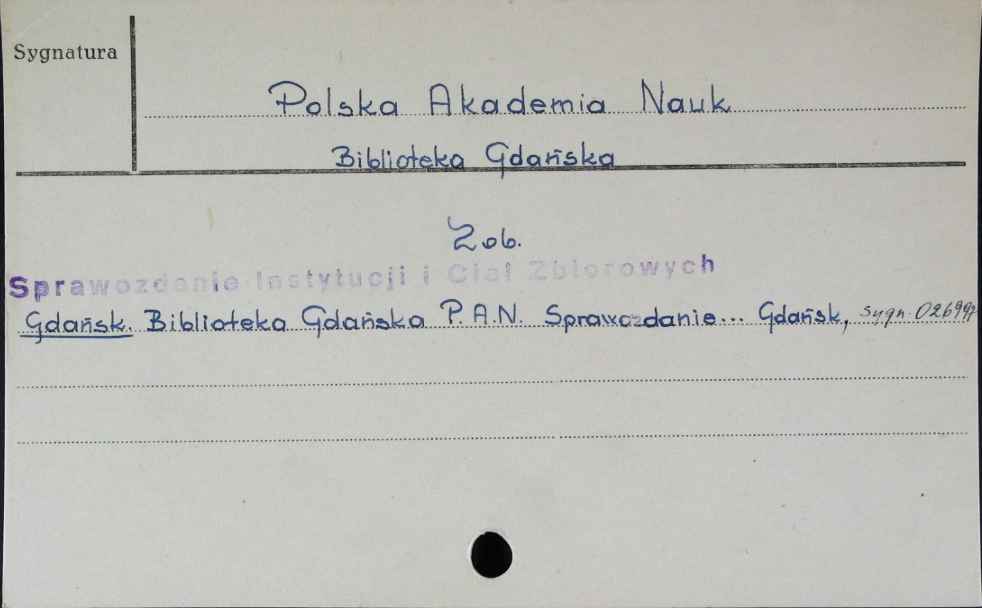 Sygnatura
Polska Akademia Nauk
Biblioteka Gdańska
Zob.
Sprawozdanie Instytucji i Ciał Zbiorowych
Gdańsk. Biblioteka Gdańska P.A.N. Sprawozdanie... Gdańsk, sygn.